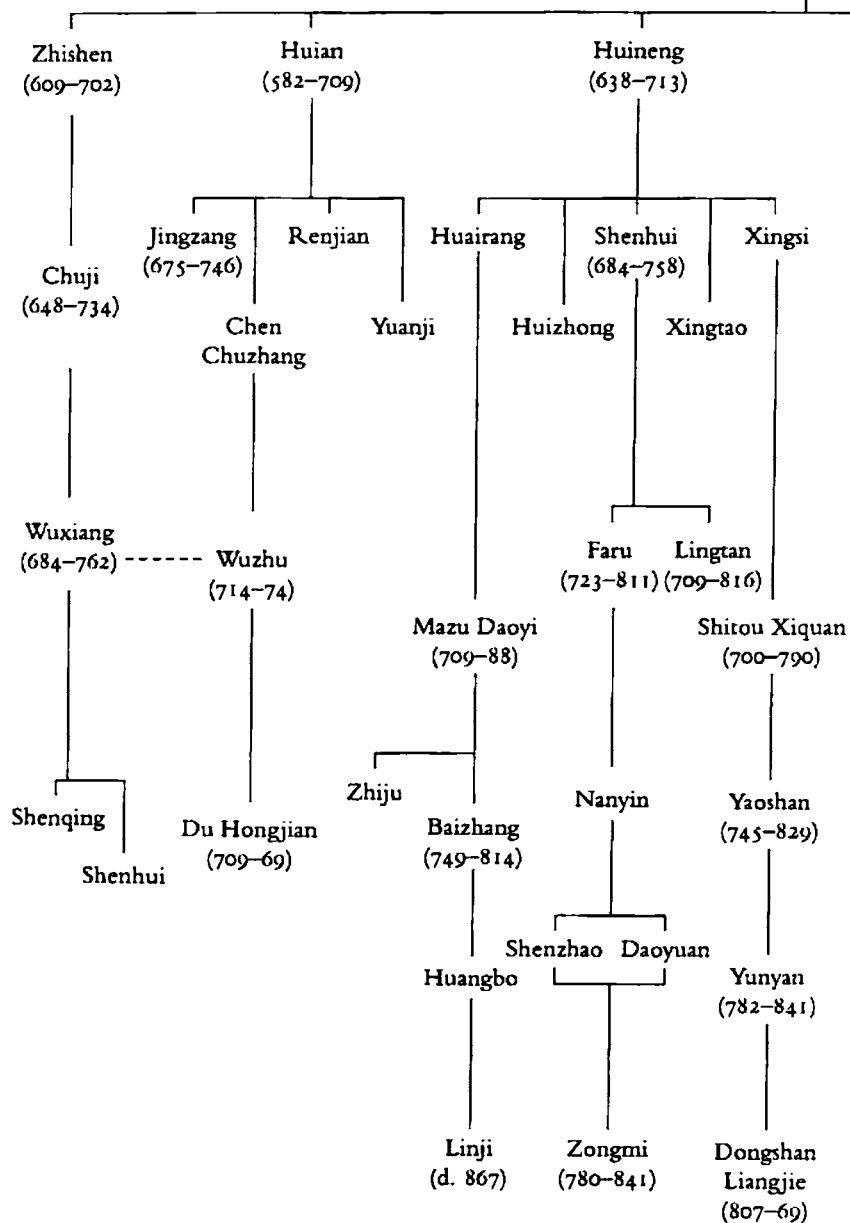 Zhishen
(609–702)
Huian
(582–709)
Huineng
(638–713)
Jingzang
(675–746)
Renjian
Huairang
Shenhui
(684–758)
Xingsi
Chuji
(648–734)
Chen
Chuzhang
Yuanji
Huizhong
Xingtao
Wuxiang
(684–762)
Wuzhu
(714–74)
Faru
(723–811)
Lingtan
(709–816)
Mazu Daoyi
(709–88)
Shitou Xiquan
(700–790)
Zhiju
Nanyin
Shenqing
Shenhui
Du Hongjian
(709–69)
Baizhang
(749–814)
Yaoshan
(745–829)
Huangbo
Shenzhao
Daoyuan
Yunyan
(782–841)
Linji
(d. 867)
Zongmi
(780–841)
Dongshan
Liangjie
(807–69)